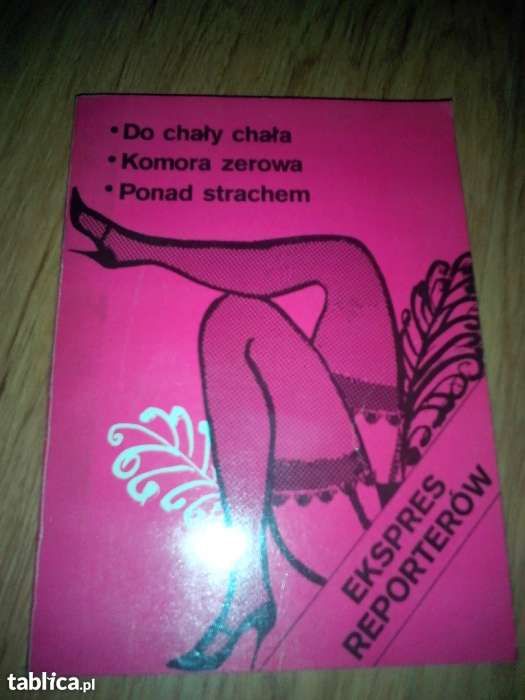 • Do chały chała
• Komora zerowa
• Ponad strachem
EKSPRES
REPORTERÓW
tablica.pl